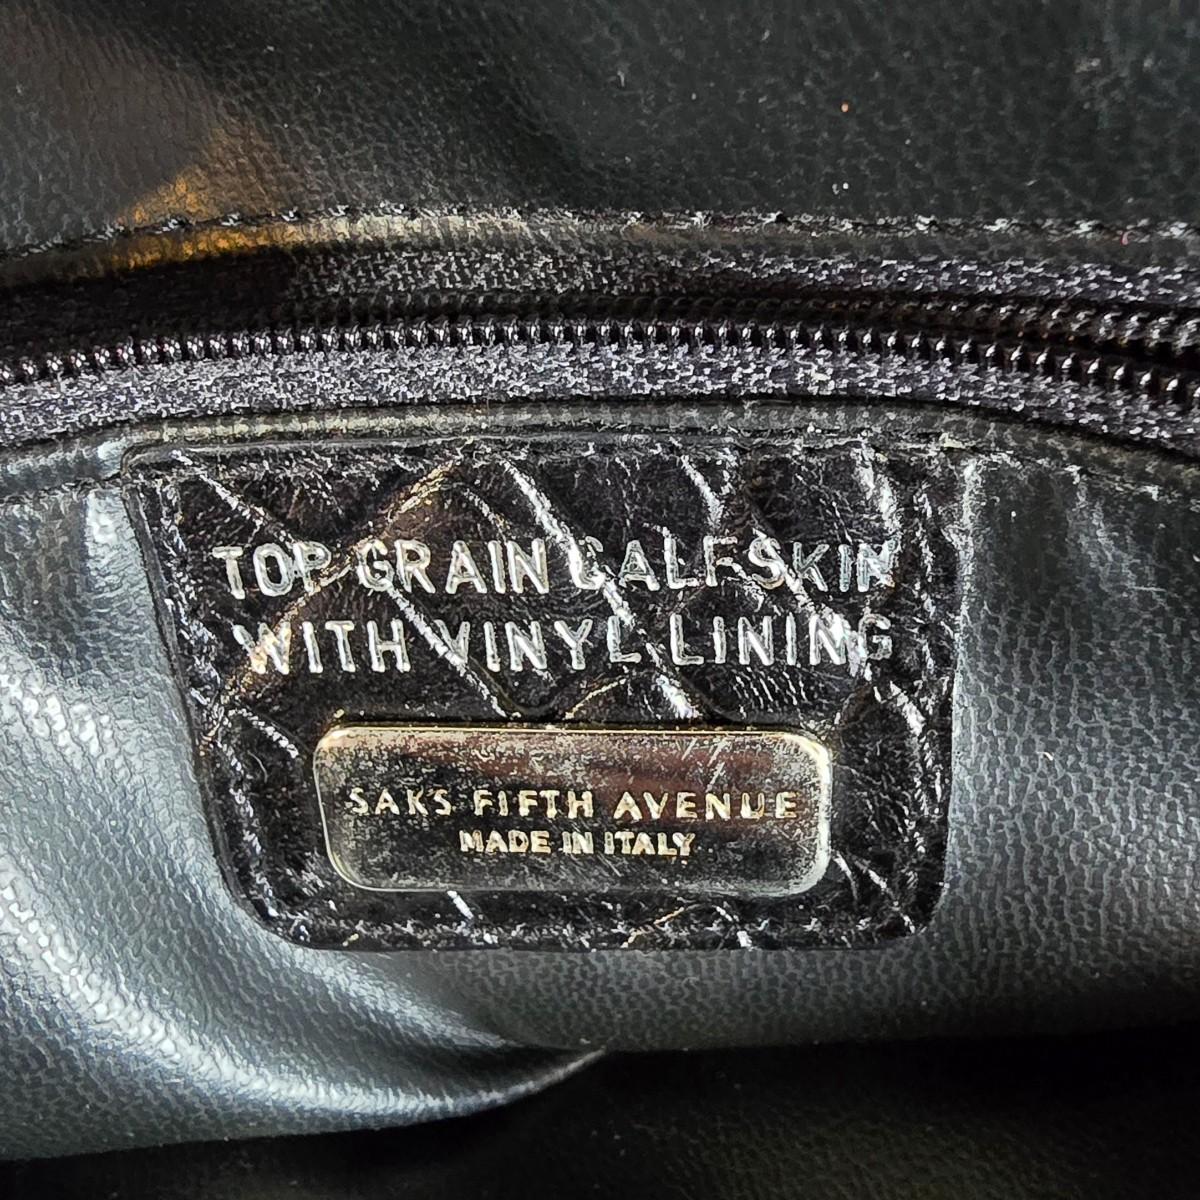 TOP GRAIN CALFSKIN
WITH VINYL LINING
SAKS FIFTH AVENUE
MADE IN ITALY